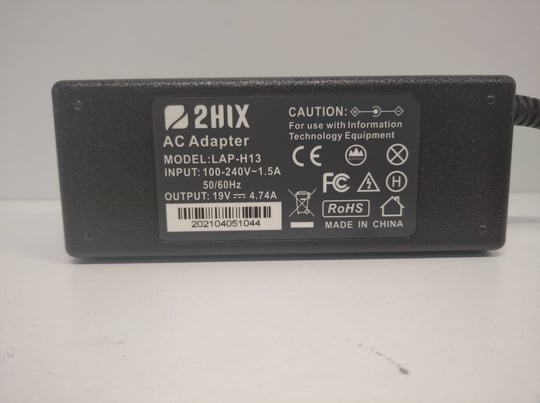 2HIX
AC Adapter
MODEL:LAP-H13
INPUT: 100-240V~1.5A
50/60Hz
OUTPUT: 19V 4.74A
202104051044
CAUTION:
For use with Information
Technology Equipment
CE
FC
H
RoHS
MADE IN CHINA